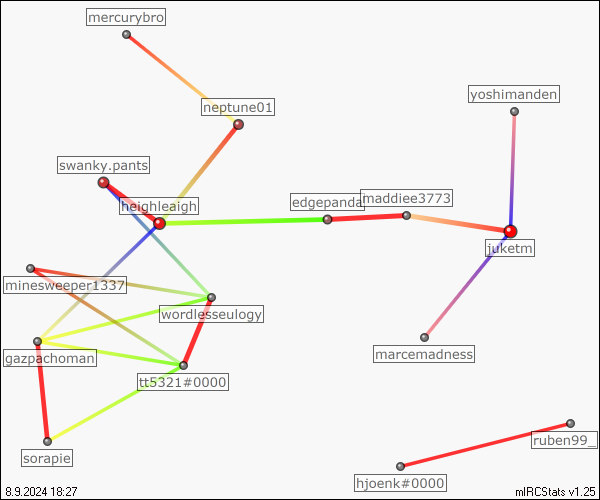 mercurybro
yoshimanden
neptune01
swanky.pants
heighleaigh
edgepanda
maddiee3773
juketm
minesweeper1337
wordlesseulogy
gazpachoman
marcemadness
tt5321#0000
sorapie
ruben99_
hjoenk#0000
8.9.2024 18:27
mIRCStats v1.25